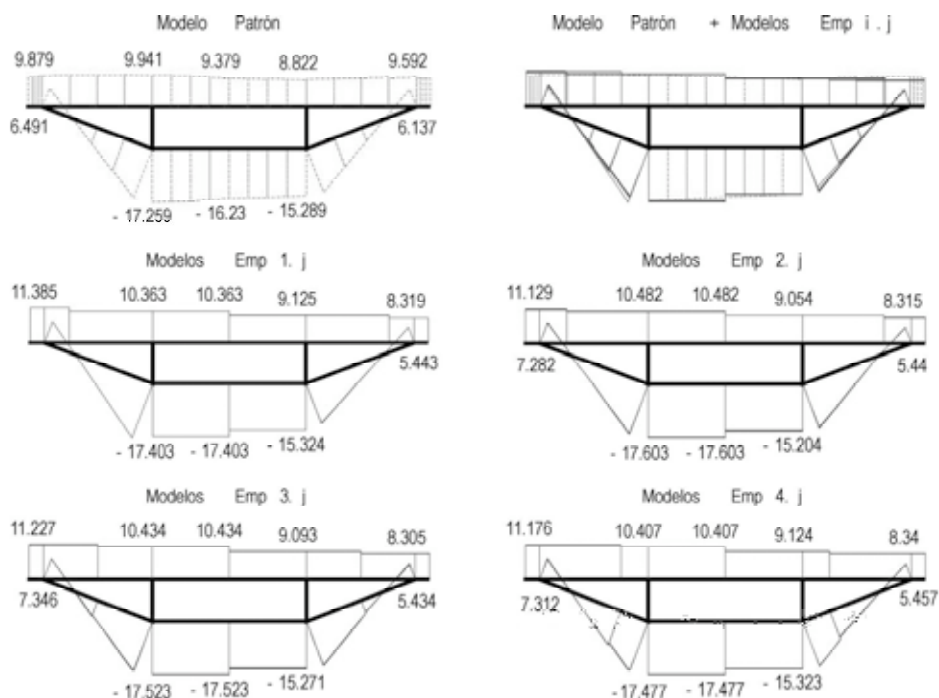 Modelo Patrón
9.879 9.941 9.379 8.822 9.592
6.491 6.137
- 17.259 - 16.23 - 15.289
Modelo Patrón + Modelos Emp i . j
Modelos Emp 1. j
11.385 10.363 10.363 9.125 8.319
5.443
- 17.403 - 17.403 - 15.324
Modelos Emp 2. j
11.129 10.482 10.482 9.054 8.315
7.282 5.44
- 17.603 - 17.603 - 15.204
Modelos Emp 3. j
11.227 10.434 10.434 9.093 8.305
7.346 5.434
- 17.523 - 17.523 - 15.271
Modelos Emp 4. j
11.176 10.407 10.407 9.124 8.34
7.312 5.457
- 17.477 - 17.477 - 15.323